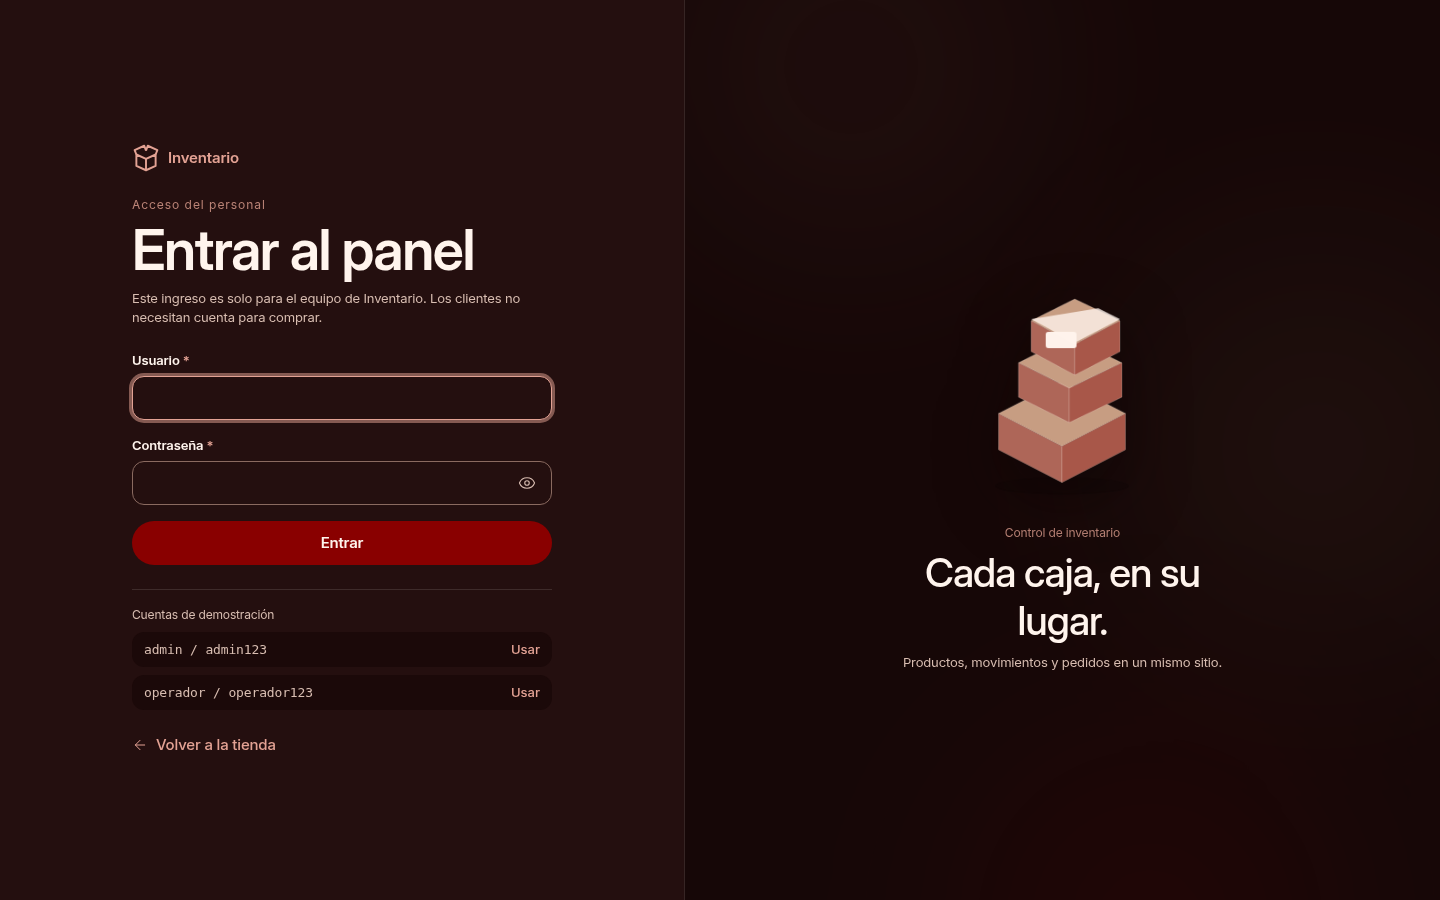 Inventario
Acceso del personal
Entrar al panel
Este ingreso es solo para el equipo de Inventario. Los clientes no
necesitan cuenta para comprar.
Usuario *
Contraseña *
Entrar
Cuentas de demostración
admin / admin123
Usar
operador / operador123
Usar
Volver a la tienda
Control de inventario
Cada caja, en su
lugar.
Productos, movimientos y pedidos en un mismo sitio.